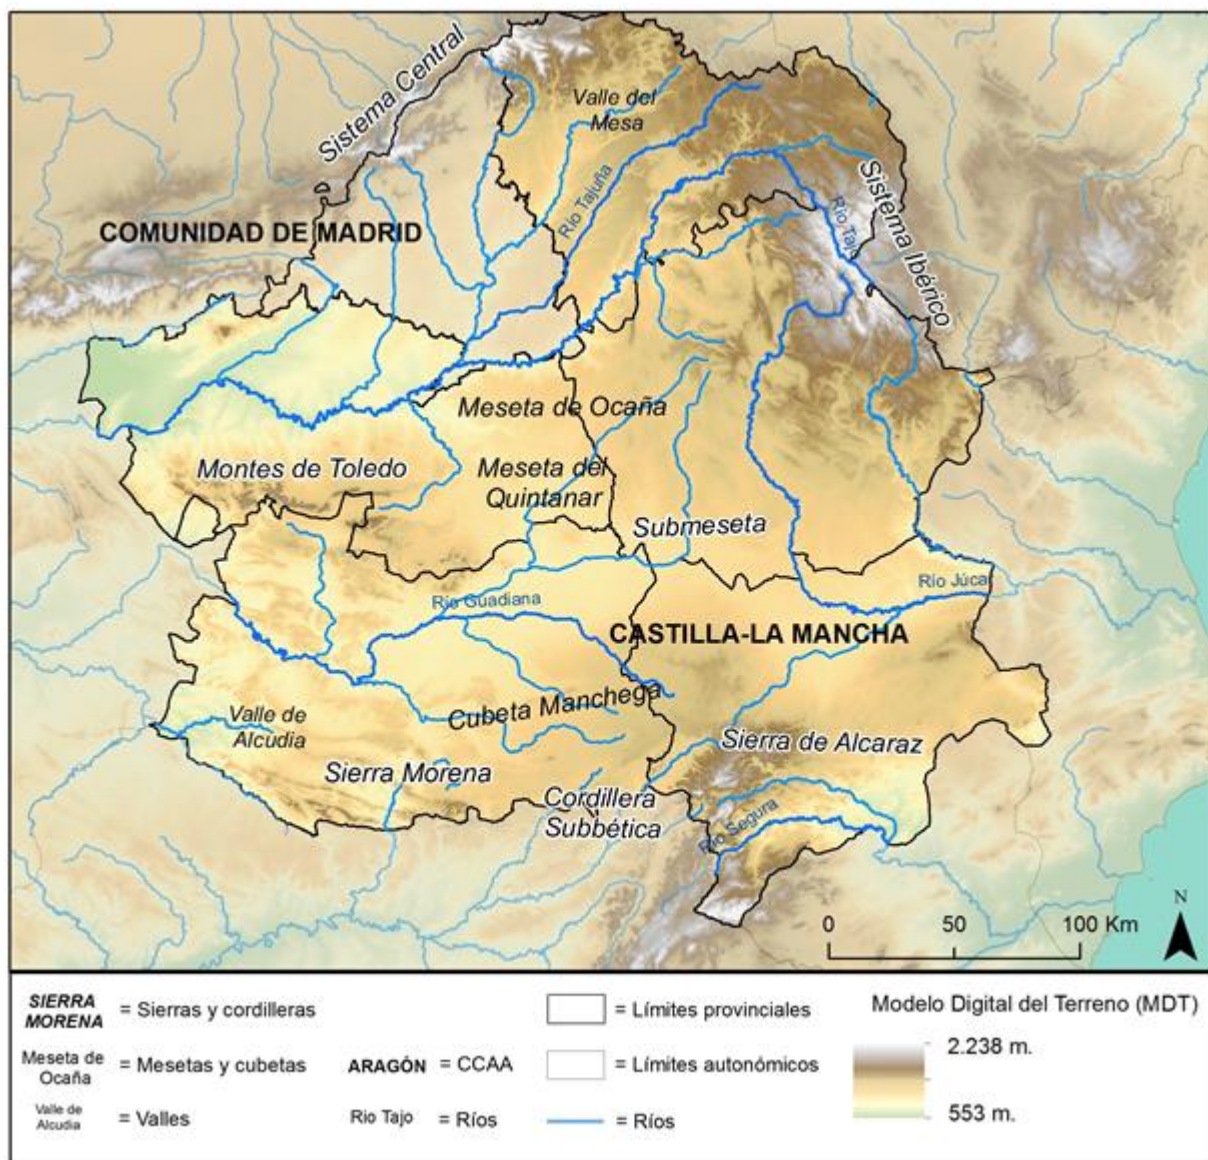 Sistema Central
Valle del
Mesa
Río Tajuña
COMUNIDAD DE MADRID
Río Tajo
Sistema Ibérico
Meseta de Ocaña
Montes de Toledo
Meseta del
Quintanar
Submeseta
Río Júcar
Río Guadiana
CASTILLA-LA MANCHA
Cubeta Manchega
Valle de
Alcudia
Sierra de Alcaraz
Sierra Morena
Cordillera
Subbética
Río Segura
N
0 50 100 Km
SIERRA
MORENA
= Sierras y cordilleras
Meseta de
Ocaña
= Mesetas y cubetas
Valle de
Alcudia
= Valles
ARAGÓN = CCAA
Rio Tajo = Ríos
= Límites provinciales
= Límites autonómicos
= Ríos
Modelo Digital del Terreno (MDT)
2.238 m.
553 m.